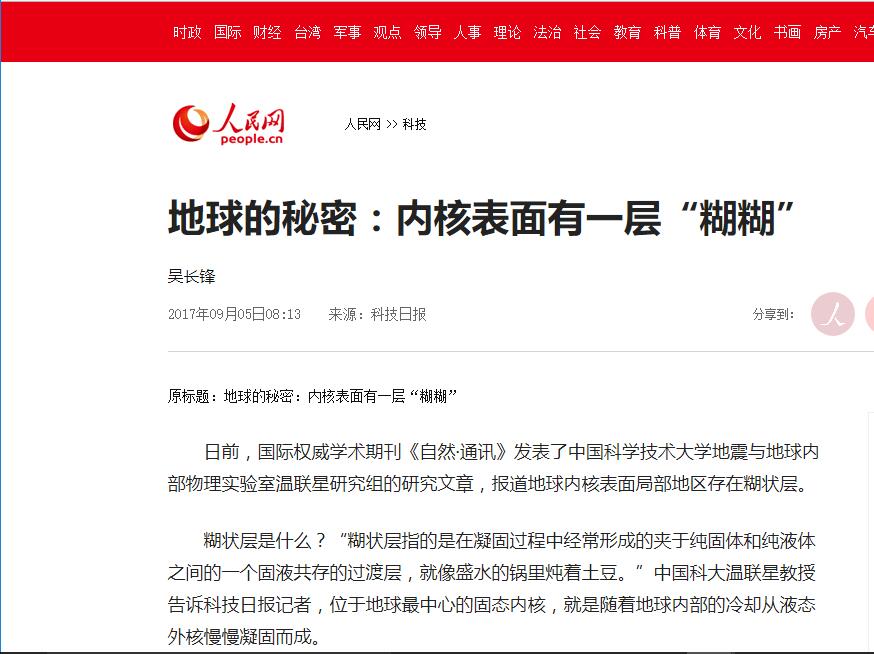 时政 国际 财经 台湾 军事 观点 领导 人事 理论 法治 社会 教育 科普 体育 文化 书画 房产 汽车
人民网
people.cn
人民网 >> 科技
地球的秘密：内核表面有一层“糊糊”
吴长锋
2017年09月05日08:13 来源：科技日报
分享到：
人
原标题：地球的秘密：内核表面有一层“糊糊”
日前，国际权威学术期刊《自然·通讯》发表了中国科学技术大学地震与地球内
部物理实验室温联星研究组的研究文章，报道地球内核表面局部地区存在糊状层。
糊状层是什么？“糊状层指的是在凝固过程中经常形成的夹于纯固体和纯液体
之间的一个固液共存的过渡层，就像盛水的锅里炖着土豆。”中国科大温联星教授
告诉科技日报记者，位于地球最中心的固态内核，就是随着地球内部的冷却从液态
外核慢慢凝固而成。